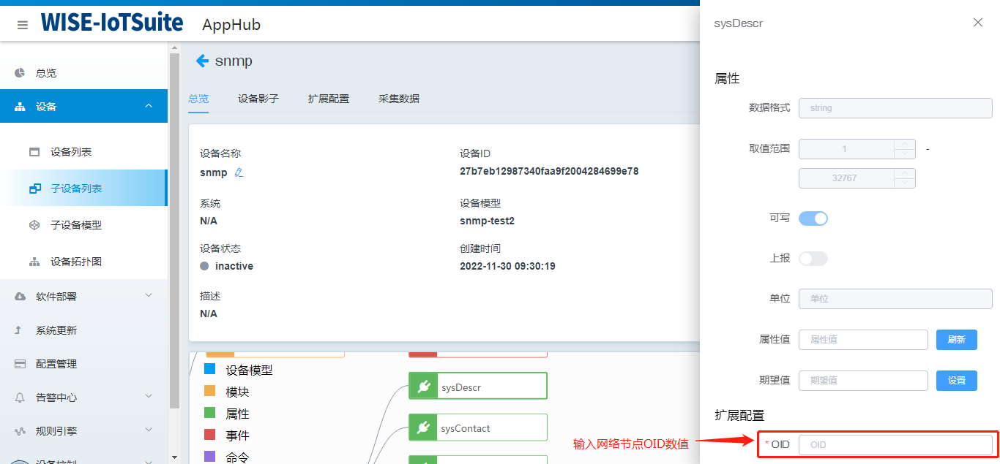 WISE-IoTSuite AppHub
总览
设备
设备列表
子设备列表
子设备模型
设备拓扑图
软件部署
系统更新
配置管理
告警中心
规则引擎
设备控制
snmp
总览 设备影子 扩展配置 采集数据
设备名称
snmp
设备ID
27b7eb12987340faa9f2004284699e78
系统
N/A
设备模型
snmp-test2
设备状态
inactive
创建时间
2022-11-30 09:30:19
描述
N/A
设备模型
模块
属性
事件
命令
sysDescr
sysContact
输入网络节点OID数值
sysDescr
属性
数据格式 string
取值范围 1 -
32767
可写
上报
单位 单位
属性值 属性值 刷新
期望值 期望值 设置
扩展配置
* OID OID